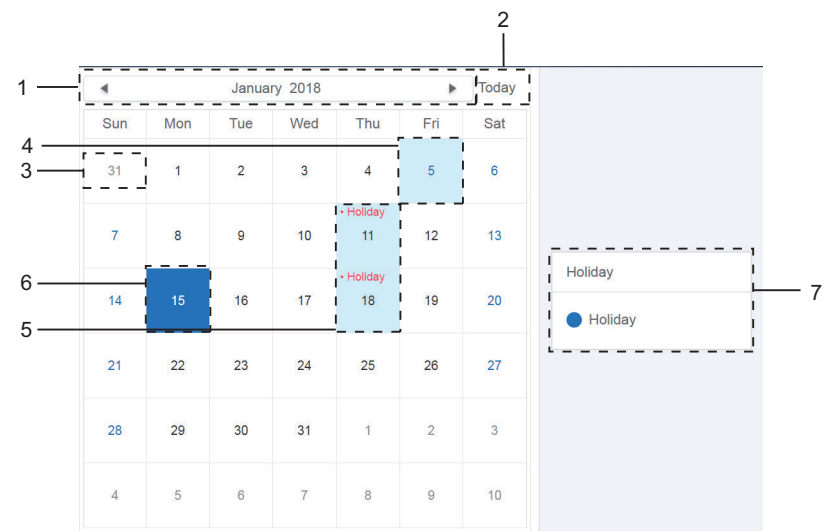 2
1
January 2018
Today
Sun Mon Tue Wed Thu Fri Sat
4
3
31 1 2 3 4 5 6
• Holiday
7 8 9 10 11 12 13
Holiday
6
• Holiday
7
14 15 16 17 18 19 20
Holiday
5
21 22 23 24 25 26 27
28 29 30 31 1 2 3
4 5 6 7 8 9 10